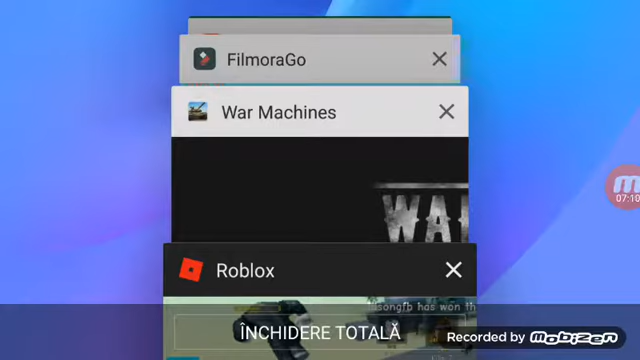 FilmoraGo
War Machines
WA
Roblox
songfb has won th
ÎNCHIDERE TOTALĂ
07:10
Recorded by mobizen